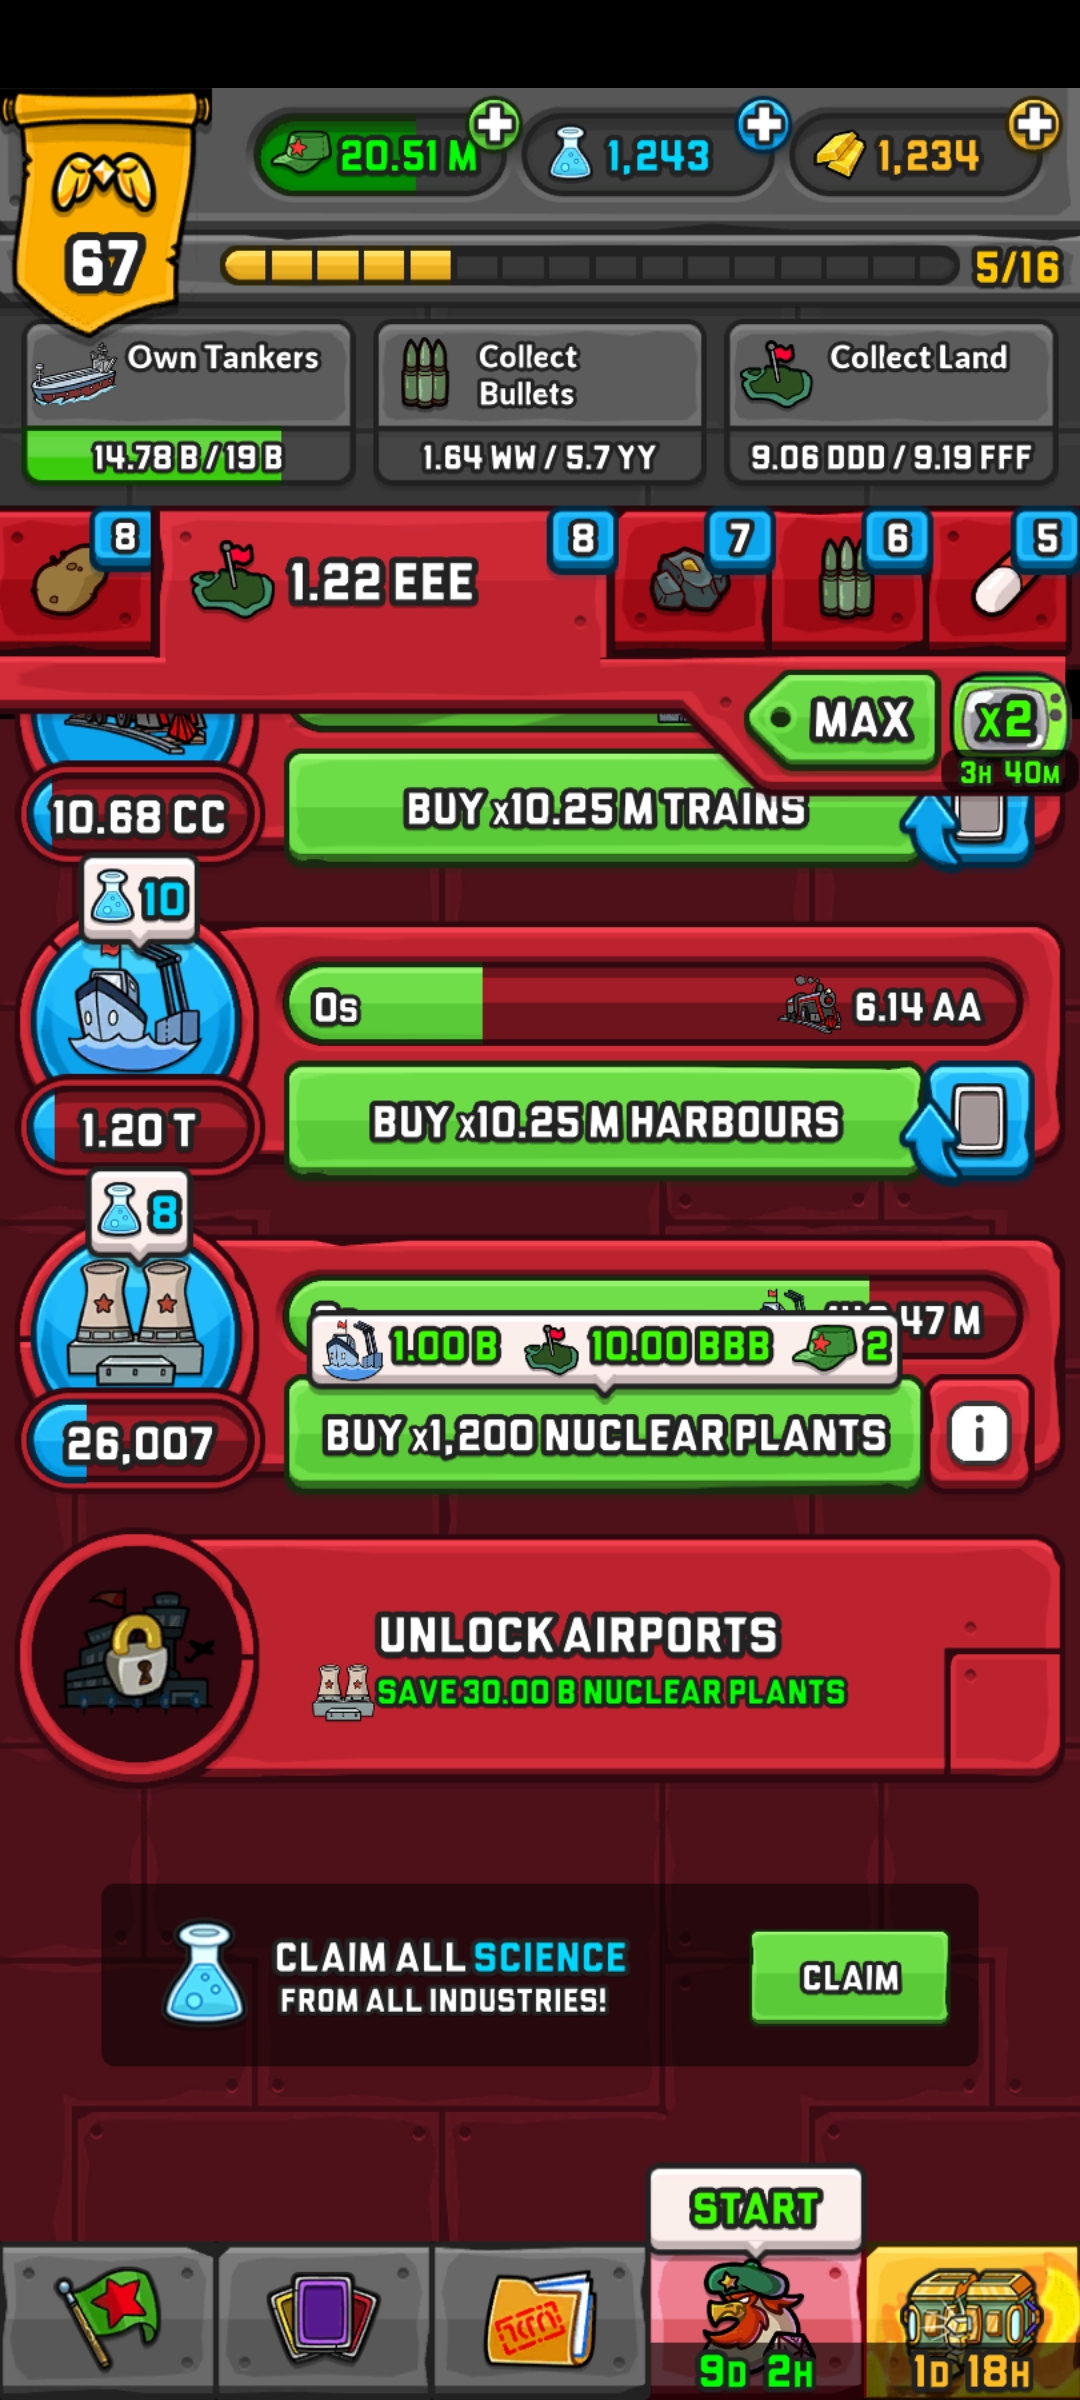 20.51 M
1,243
1,234
67
5/16
Own Tankers
14.78 B / 19 B
Collect
Bullets
1.64 WW / 5.7 YY
Collect Land
9.06 DDD / 9.19 FFF
8
1.22 EEE
8
7
6
5
MAX
x2
3H 40M
10.68 CC
BUY x10.25 M TRAINS
10
0s
6.14 AA
1.20 T
BUY x10.25 M HARBOURS
8
47 M
1.00 B
10.00 BBB
2
26,007
BUY x1,200 NUCLEAR PLANTS
i
UNLOCK AIRPORTS
SAVE 30.00 B NUCLEAR PLANTS
CLAIM ALL SCIENCE
FROM ALL INDUSTRIES!
CLAIM
START
9D 2H
1D 18H